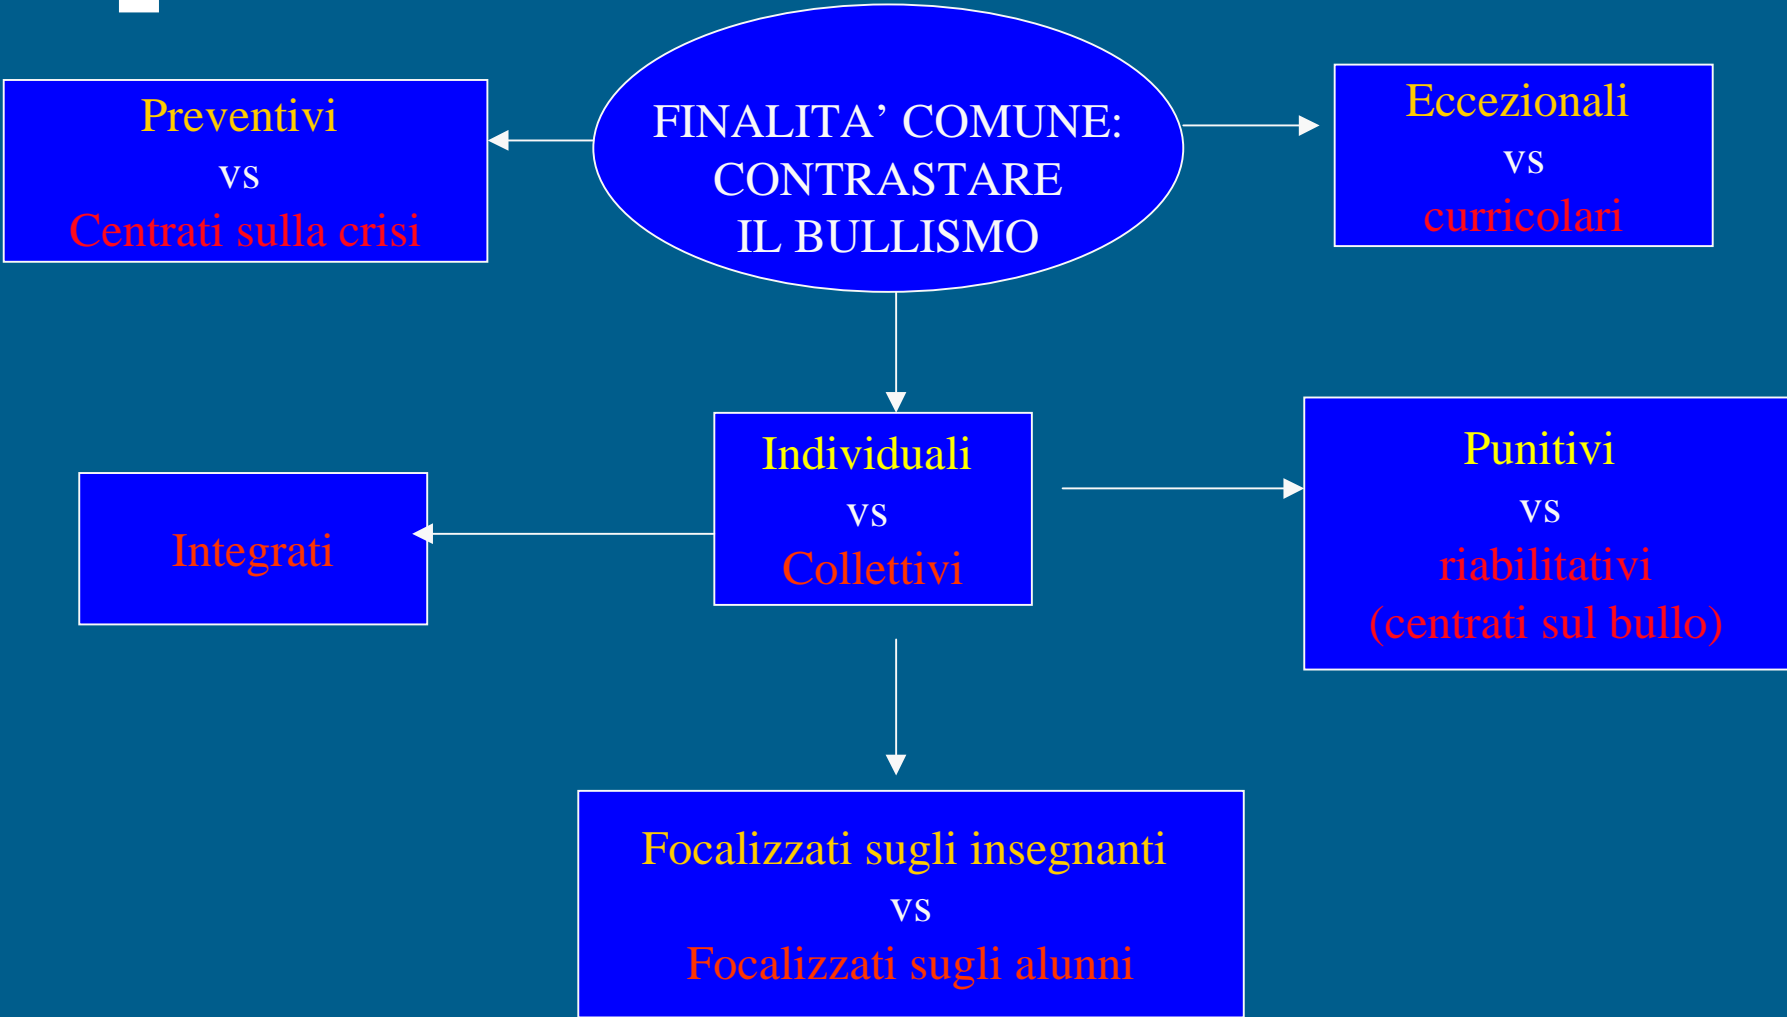 Preventivi
vs
Centrati sulla crisi
FINALITA’ COMUNE:
CONTRASTARE
IL BULLISMO
Eccezionali
vs
curricolari
Integrati
Individuali
vs
Collettivi
Punitivi
vs
riabilitativi
(centrati sul bullo)
Focalizzati sugli insegnanti
vs
Focalizzati sugli alunni